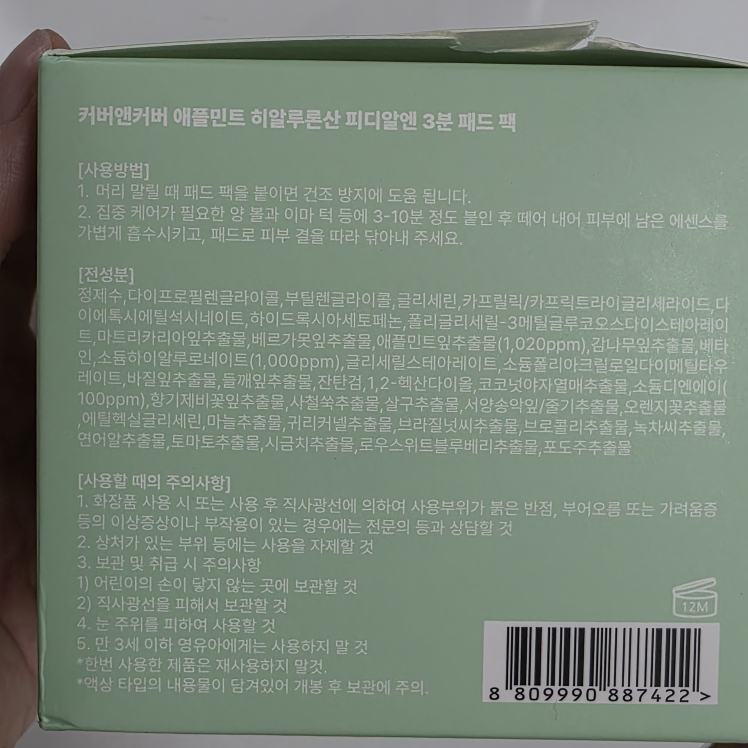 커버앤커버 애플민트 히알루론산 피디알엔 3분 패드 팩
[사용방법]
1. 머리 말릴 때 패드 팩을 붙이면 건조 방지에 도움 됩니다.
2. 집중 케어가 필요한 양 볼과 이마 턱 등에 3-10분 정도 붙인 후 떼어 내어 피부에 남은 에센스를
가볍게 흡수시키고, 패드로 피부 결을 따라 닦아내 주세요.
[전성분]
정제수,다이프로필렌글라이콜,부틸렌글라이콜,글리세린,카프릴릭/카프릭트라이글리세라이드,다
이에톡시에틸석시네이트,하이드록시아세토페논,폴리글리세릴-3메틸글루코오스다이스테아레이
트,마트리카리아잎추출물,베르가못잎추출물,애플민트잎추출물(1,020ppm),감나무잎추출물,베타
인,소듐하이알루로네이트(1,000ppm),글리세릴스테아레이트,소듐폴리아크릴로일다이메틸타우
레이트,바질잎추출물,들깨잎추출물,잔탄검,1,2-헥산다이올,코코넛야자열매추출물,소듐디엔에이(
100ppm),향기제비꽃잎추출물,사철쑥추출물,살구추출물,서양송악잎/줄기추출물,오렌지꽃추출물
,에틸헥실글리세린,마늘추출물,귀리커넬추출물,브라질넛씨추출물,브로콜리추출물,녹차씨추출물,
연어알추출물,토마토추출물,시금치추출물,로우스위트블루베리추출물,포도주추출물
[사용할 때의 주의사항]
1. 화장품 사용 시 또는 사용 후 직사광선에 의하여 사용부위가 붉은 반점, 부어오름 또는 가려움증
등의 이상증상이나 부작용이 있는 경우에는 전문의 등과 상담할 것
2. 상처가 있는 부위 등에는 사용을 자제할 것
3. 보관 및 취급 시 주의사항
1) 어린이의 손이 닿지 않는 곳에 보관할 것
2) 직사광선을 피해서 보관할 것
4. 눈 주위를 피하여 사용할 것
5. 만 3세 이하 영유아에게는 사용하지 말 것
*한번 사용한 제품은 재사용하지 말것.
*액상 타입의 내용물이 담겨있어 개봉 후 보관에 주의.
12M
8 809990 887422 >